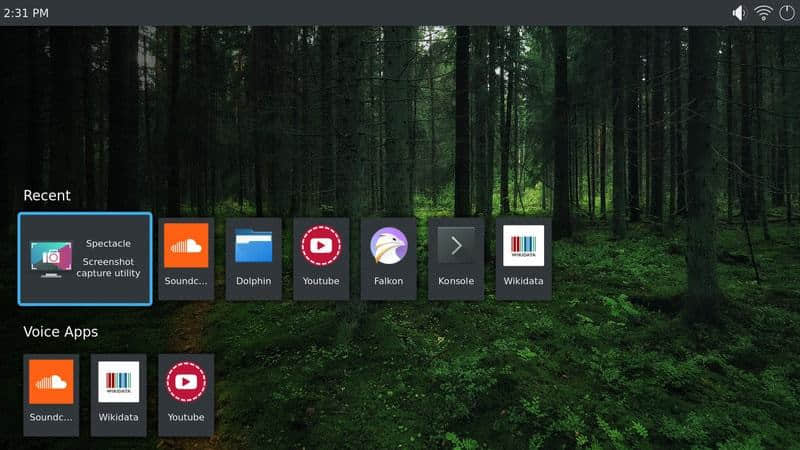 2:31 PM
Recent
Spectacle
Screenshot
capture utility
Soundc...
Dolphin
Youtube
Falkon
Konsole
WIKIDATA
Wikidata
Voice Apps
Soundc...
WIKIDATA
Wikidata
Youtube